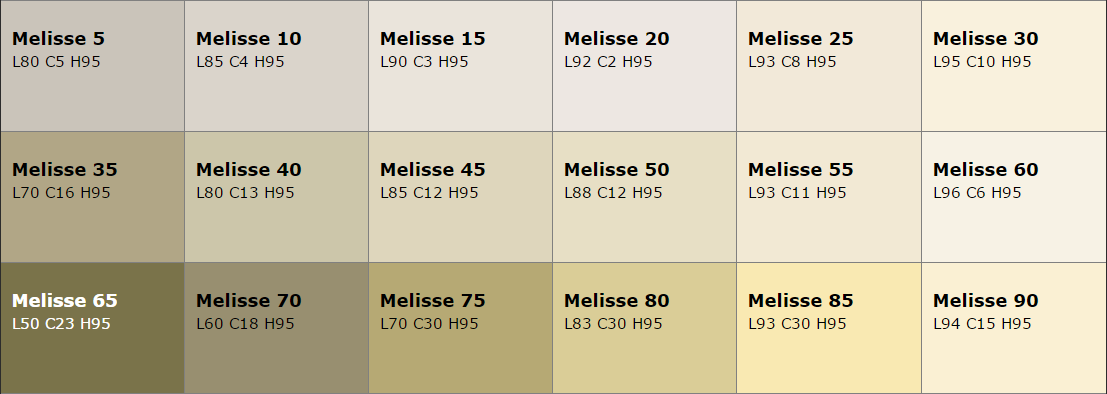 Melisse 5
L80 C5 H95
Melisse 10
L85 C4 H95
Melisse 15
L90 C3 H95
Melisse 20
L92 C2 H95
Melisse 25
L93 C8 H95
Melisse 30
L95 C10 H95
Melisse 35
L70 C16 H95
Melisse 40
L80 C13 H95
Melisse 45
L85 C12 H95
Melisse 50
L88 C12 H95
Melisse 55
L93 C11 H95
Melisse 60
L96 C6 H95
Melisse 65
L50 C23 H95
Melisse 70
L60 C18 H95
Melisse 75
L70 C30 H95
Melisse 80
L83 C30 H95
Melisse 85
L93 C30 H95
Melisse 90
L94 C15 H95